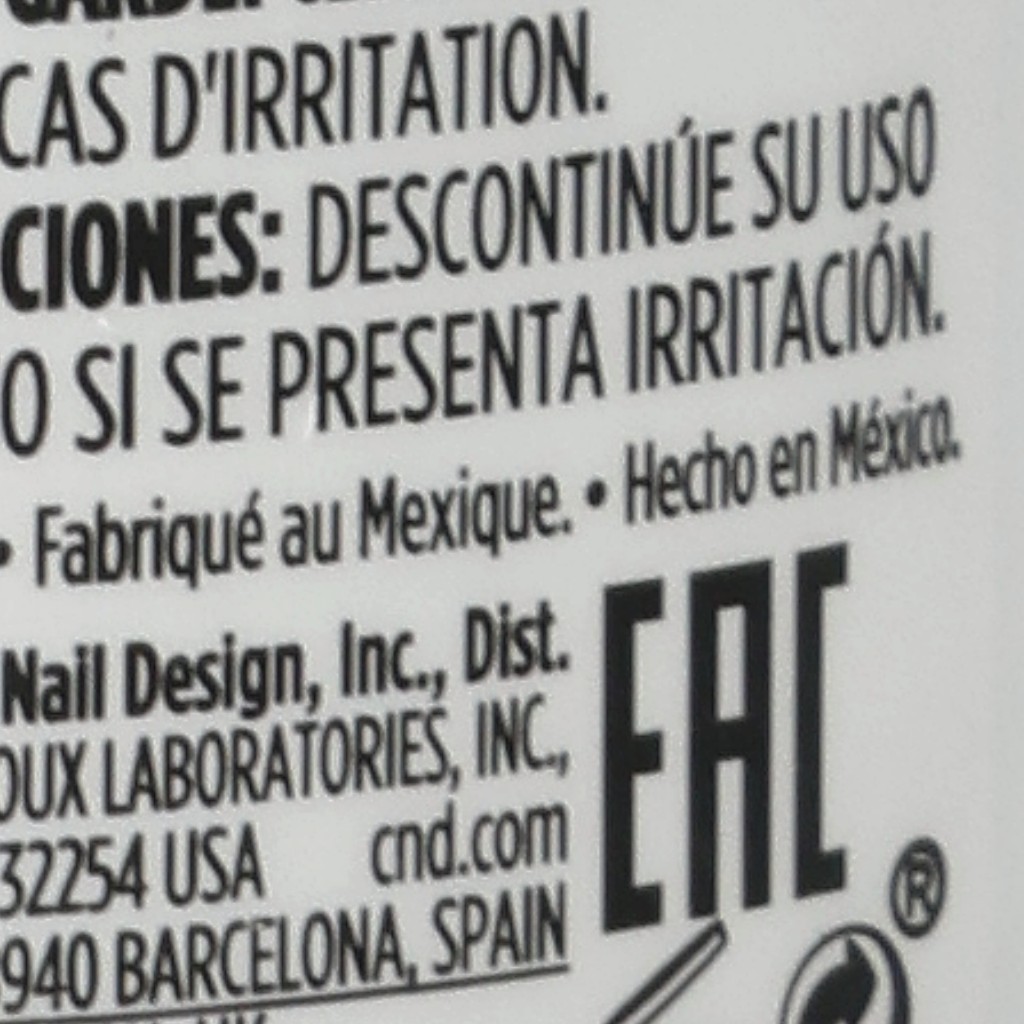 CAS D'IRRITATION.
CIONES: DESCONTINÚE SU USO
O SI SE PRESENTA IRRITACIÓN.
• Fabriqué au Mexique. • Hecho en México.
Nail Design, Inc., Dist.
OUX LABORATORIES, INC.,
32254 USA cnd.com
940 BARCELONA, SPAIN
EAC
®